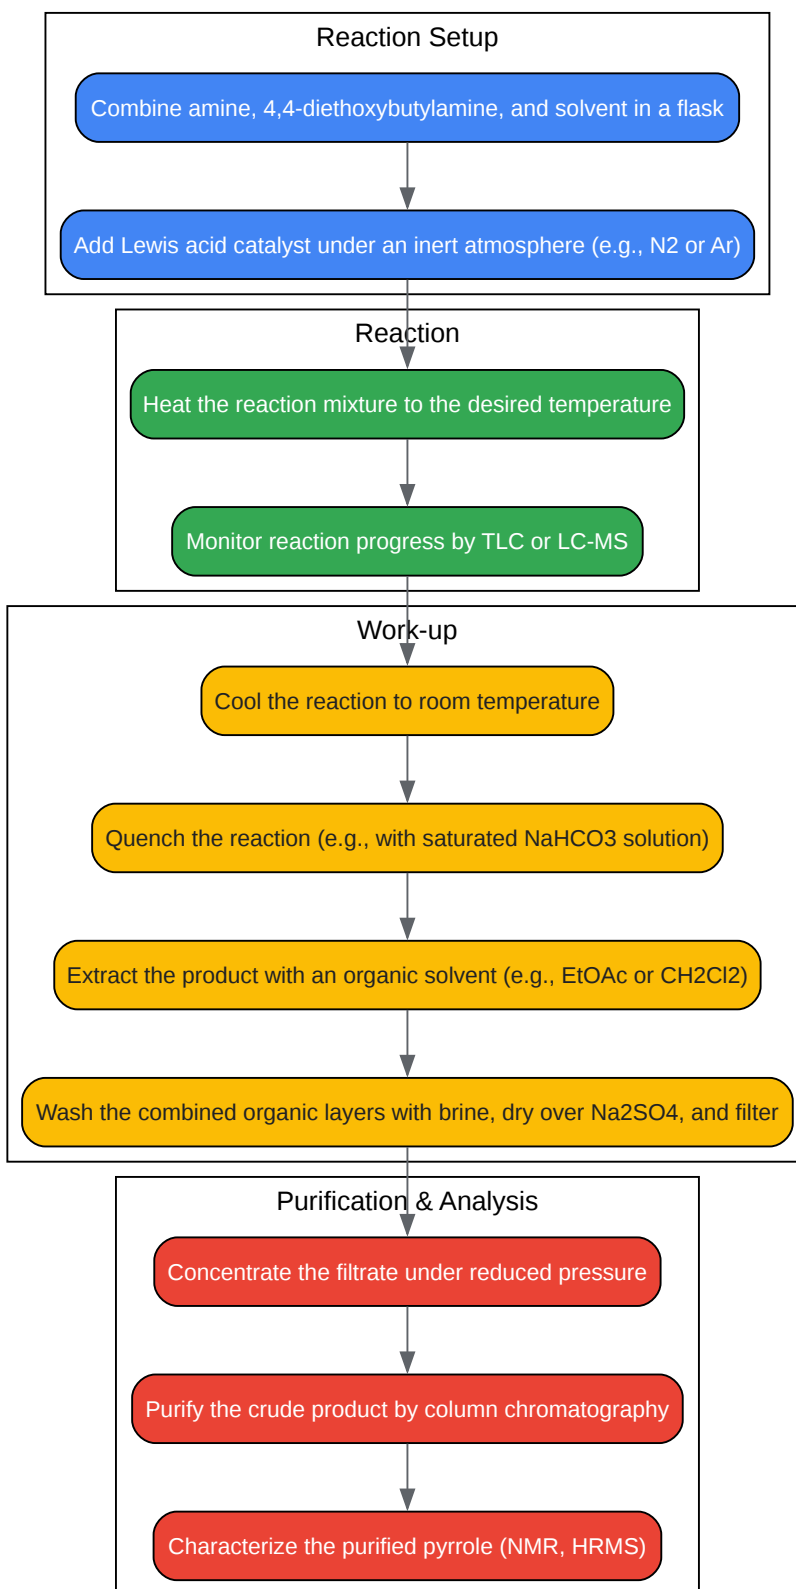 Reaction Setup
Combine amine, 4,4-diethoxybutylamine, and solvent in a flask
Add Lewis acid catalyst under an inert atmosphere (e.g., N2 or Ar)
Reaction
Heat the reaction mixture to the desired temperature
Monitor reaction progress by TLC or LC-MS
Work-up
Cool the reaction to room temperature
Quench the reaction (e.g., with saturated NaHCO3 solution)
Extract the product with an organic solvent (e.g., EtOAc or CH2Cl2)
Wash the combined organic layers with brine, dry over Na2SO4, and filter
Purification & Analysis
Concentrate the filtrate under reduced pressure
Purify the crude product by column chromatography
Characterize the purified pyrrole (NMR, HRMS)